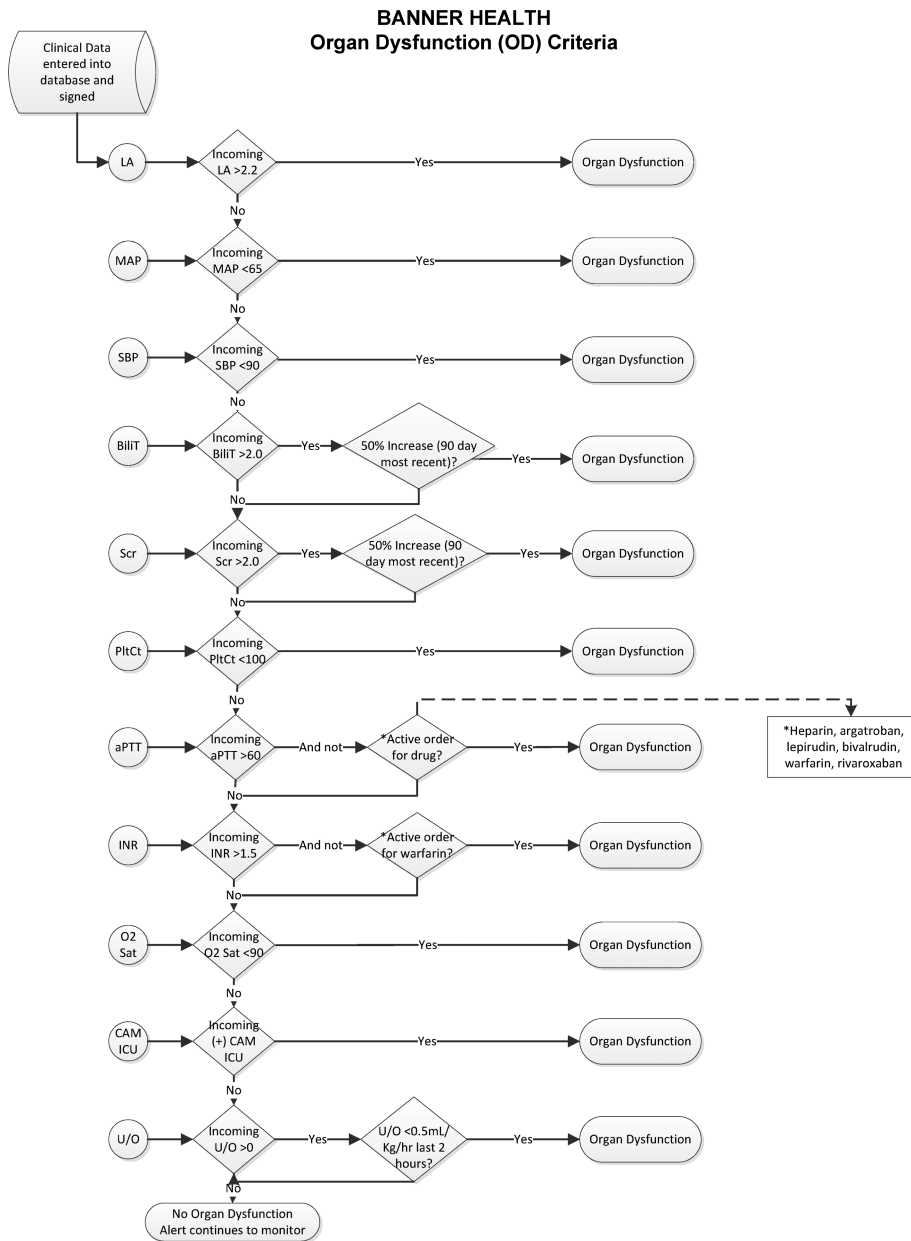 BANNER HEALTH
Organ Dysfunction (OD) Criteria
Clinical Data
entered into
database and
signed
LA
Incoming
LA >2.2
Yes
Organ Dysfunction
No
MAP
Incoming
MAP <65
Yes
Organ Dysfunction
No
SBP
Incoming
SBP <90
Yes
Organ Dysfunction
No
BiliT
Incoming
BiliT >2.0
Yes
50% Increase (90 day
most recent)?
Yes
Organ Dysfunction
No
Scr
Incoming
Scr >2.0
Yes
50% Increase (90
day most recent)?
Yes
Organ Dysfunction
No
PltCt
Incoming
PltCt <100
Yes
Organ Dysfunction
No
aPTT
Incoming
aPTT >60
And not
*Active order
for drug?
Yes
Organ Dysfunction
*Heparin, argatroban,
lepirudin, bivalrudin,
warfarin, rivaroxaban
No
INR
Incoming
INR >1.5
And not
*Active order
for warfarin?
Yes
Organ Dysfunction
No
O2
Sat
Incoming
O2 Sat <90
Yes
Organ Dysfunction
No
CAM
ICU
Incoming
(+) CAM
ICU
Yes
Organ Dysfunction
No
U/O
Incoming
U/O >0
Yes
U/O <0.5mL/
Kg/hr last 2
hours?
Yes
Organ Dysfunction
No
No Organ Dysfunction
Alert continues to monitor